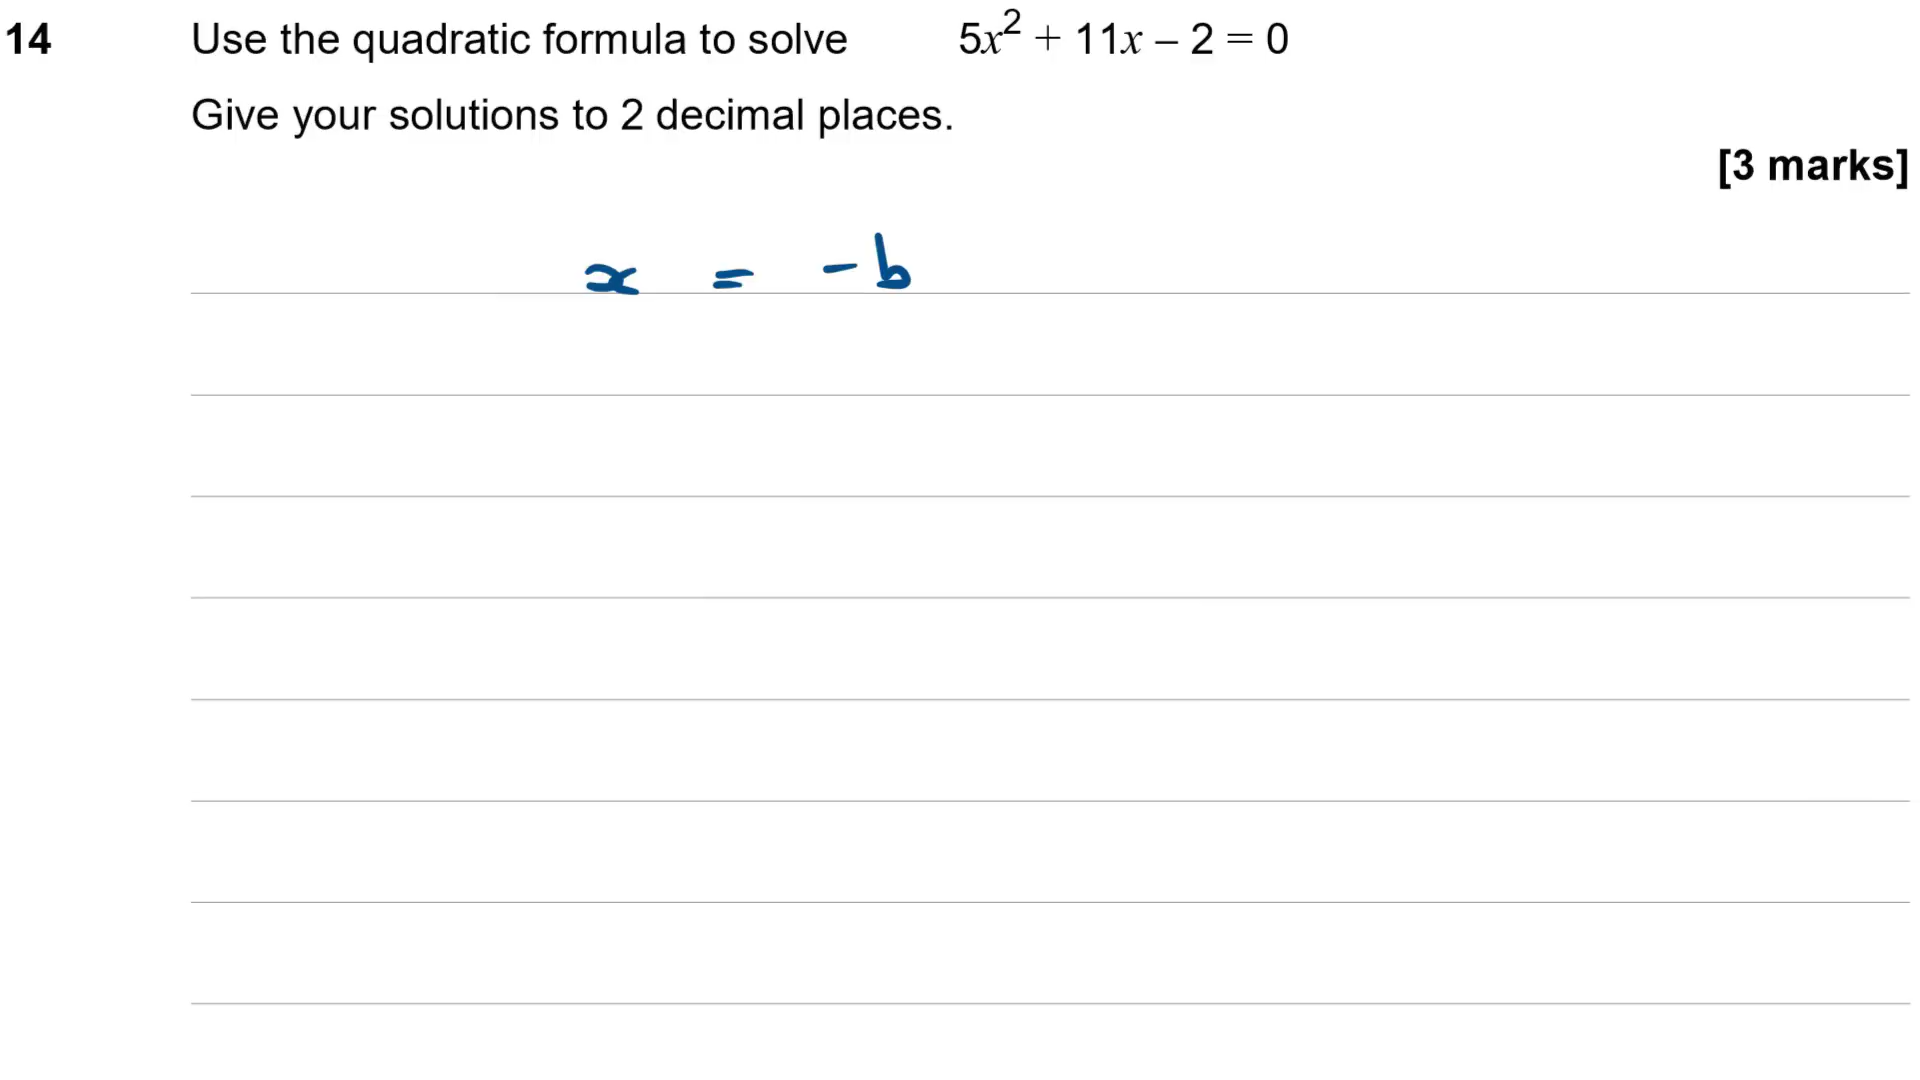 14 Use the quadratic formula to solve 5x² + 11x – 2 = 0
Give your solutions to 2 decimal places.
[3 marks]
x = -b